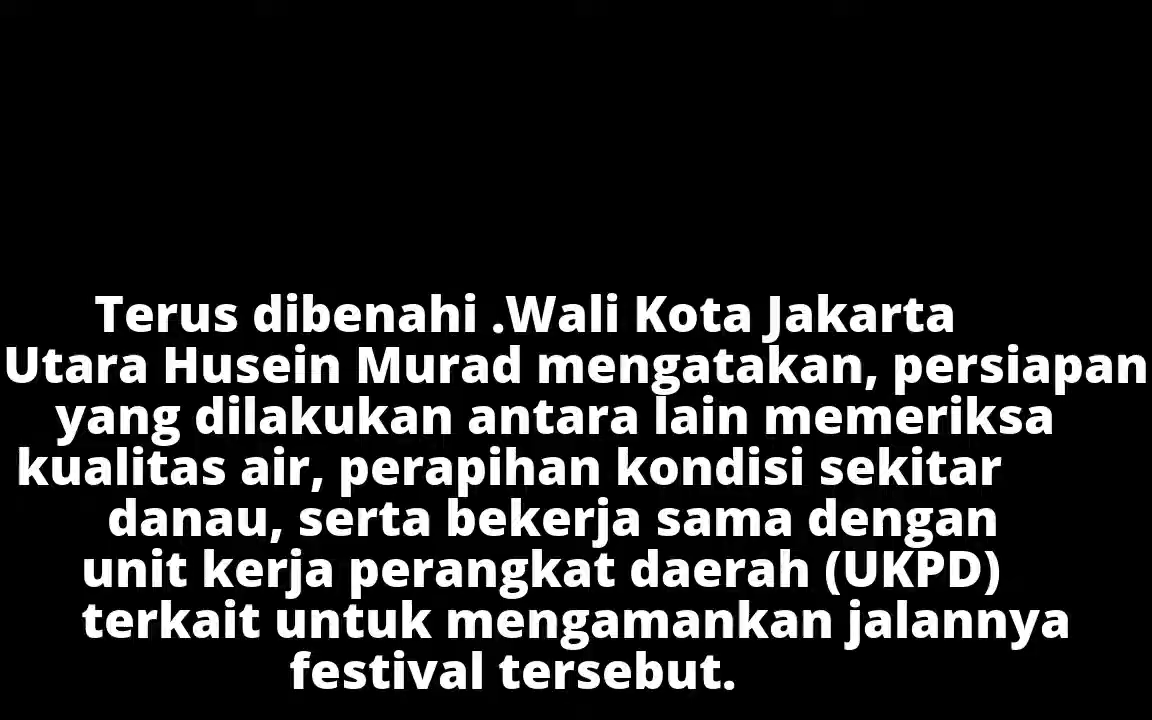 Terus dibenahi .Wali Kota Jakarta
Utara Husein Murad mengatakan, persiapan
yang dilakukan antara lain memeriksa
kualitas air, perapihan kondisi sekitar
danau, serta bekerja sama dengan
unit kerja perangkat daerah (UKPD)
terkait untuk mengamankan jalannya
festival tersebut.